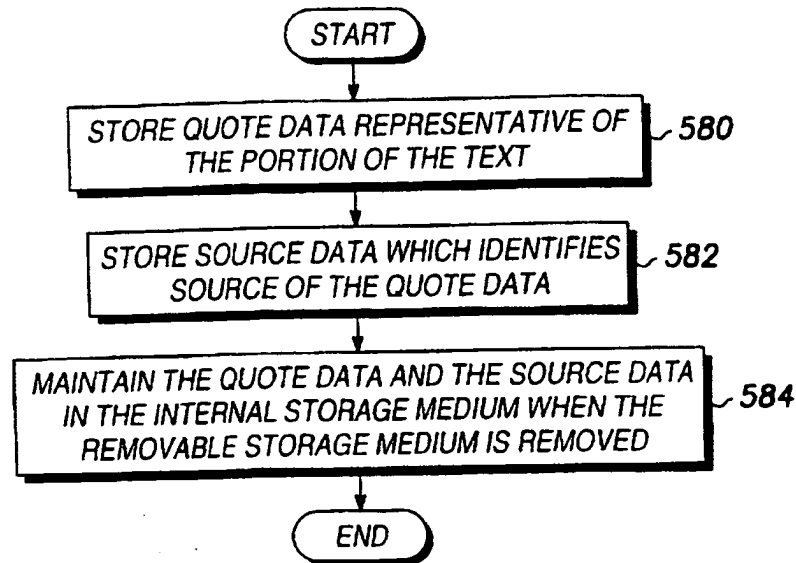 START
STORE QUOTE DATA REPRESENTATIVE OF
THE PORTION OF THE TEXT
580
STORE SOURCE DATA WHICH IDENTIFIES
SOURCE OF THE QUOTE DATA
582
MAINTAIN THE QUOTE DATA AND THE SOURCE DATA
IN THE INTERNAL STORAGE MEDIUM WHEN THE
REMOVABLE STORAGE MEDIUM IS REMOVED
584
END